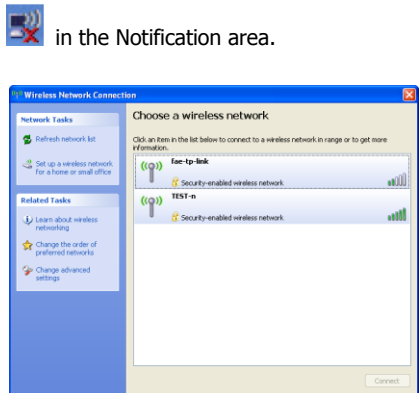 in the Notification area.
Wireless Network Connection
Network Tasks
Refresh network list
Set up a wireless network
for a home or small office
Related Tasks
Learn about wireless
networking
Change the order of
preferred networks
Change advanced
settings
Choose a wireless network
Click an item in the list below to connect to a wireless network in range or to get more
information.
fae-tp-link
Security-enabled wireless network
TEST-n
Security-enabled wireless network
Connect